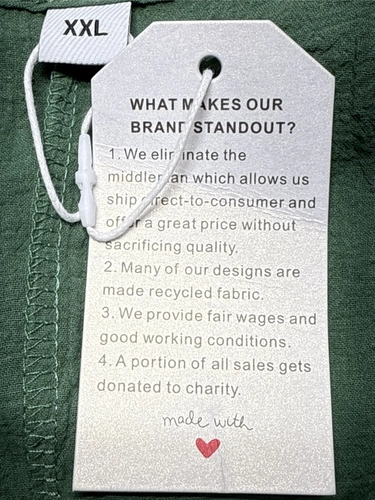 XXL
WHAT MAKES OUR
BRAND STANDOUT?
1. We eliminate the
middleman which allows us
ship direct-to-consumer and
offer a great price without
sacrificing quality.
2. Many of our designs are
made recycled fabric.
3. We provide fair wages and
good working conditions.
4. A portion of all sales gets
donated to charity.
made with